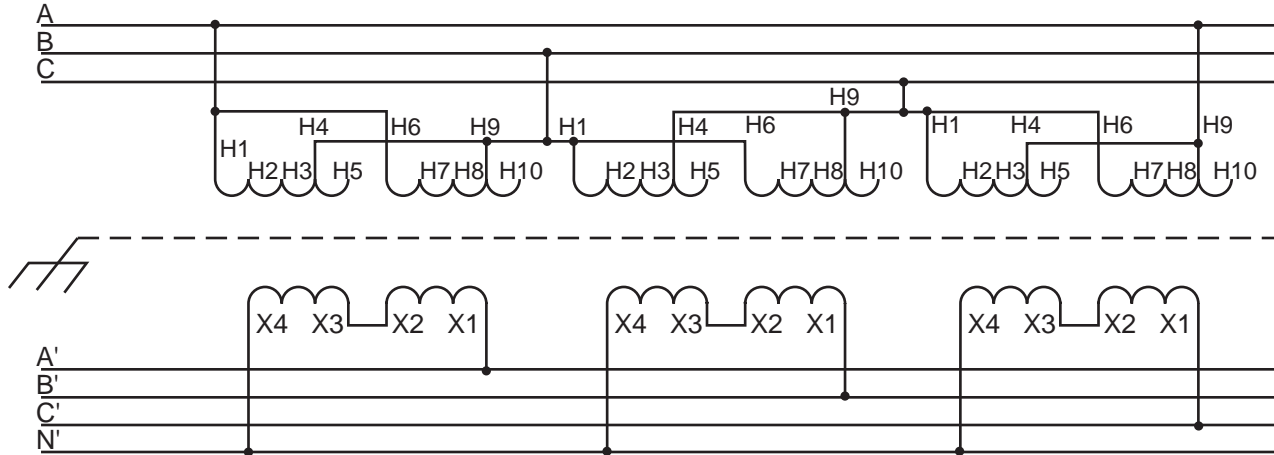 A
B
C
H9
H4 H6 H9 H1 H4 H6 H1 H4 H6 H9
H1
H2 H3 H5 H7 H8 H10 H2 H3 H5 H7 H8 H10 H2 H3 H5 H7 H8 H10
X4 X3 X2 X1 X4 X3 X2 X1 X4 X3 X2 X1
A'
B'
C'
N'